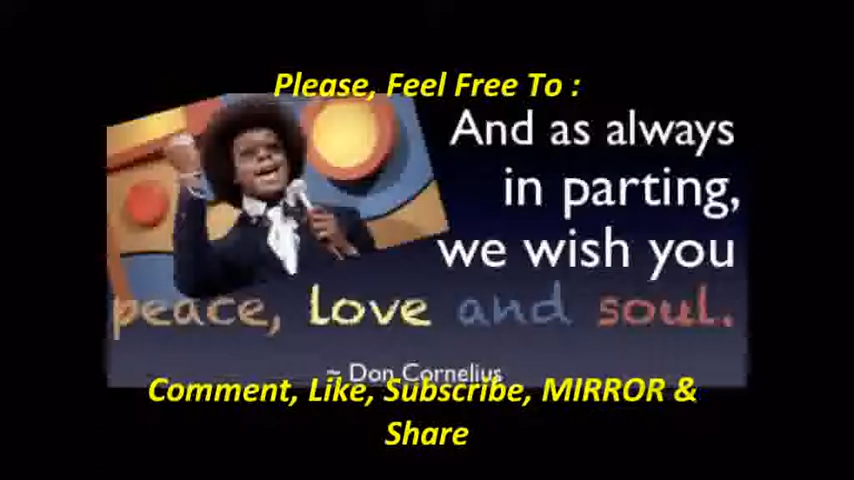 Please, Feel Free To :
And as always
in parting,
we wish you
peace, love and soul.
~ Don Cornelius
Comment, Like, Subscribe, MIRROR &
Share